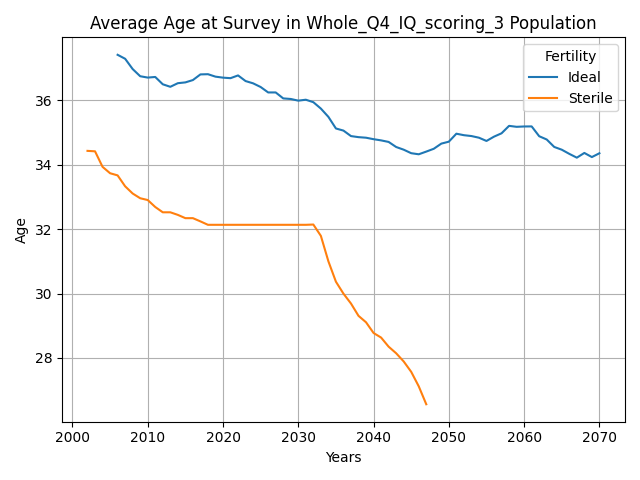 Average Age at Survey in Whole_Q4_IQ_scoring_3 Population
Fertility
Ideal
Sterile
Age
36
34
32
30
28
2000 2010 2020 2030 2040 2050 2060 2070
Years